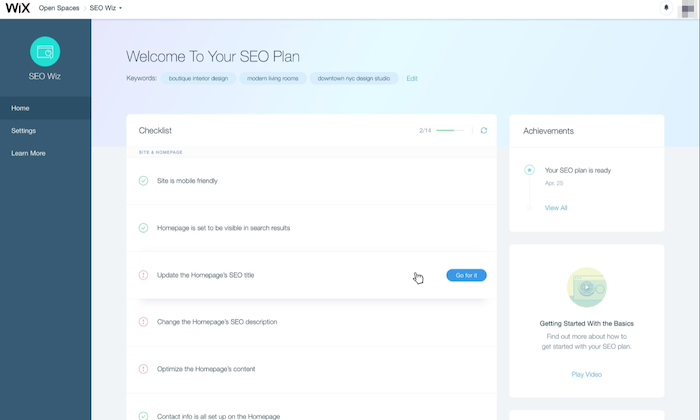 WiX Open Spaces SEO Wiz
SEO Wiz
Home
Settings
Learn More
Welcome To Your SEO Plan
Keywords: boutique interior design modern living rooms downtown nyc design studio Edit
Checklist 2/14
SITE & HOMEPAGE
Site is mobile friendly
Homepage is set to be visible in search results
Update the Homepage's SEO title Go for it
Change the Homepage's SEO description
Optimize the Homepage's content
Contact info is all set up on the Homepage
Achievements
Your SEO plan is ready
Apr. 25
View All
Getting Started With the Basics
Find out more about how to
get started with your SEO plan.
Play Video